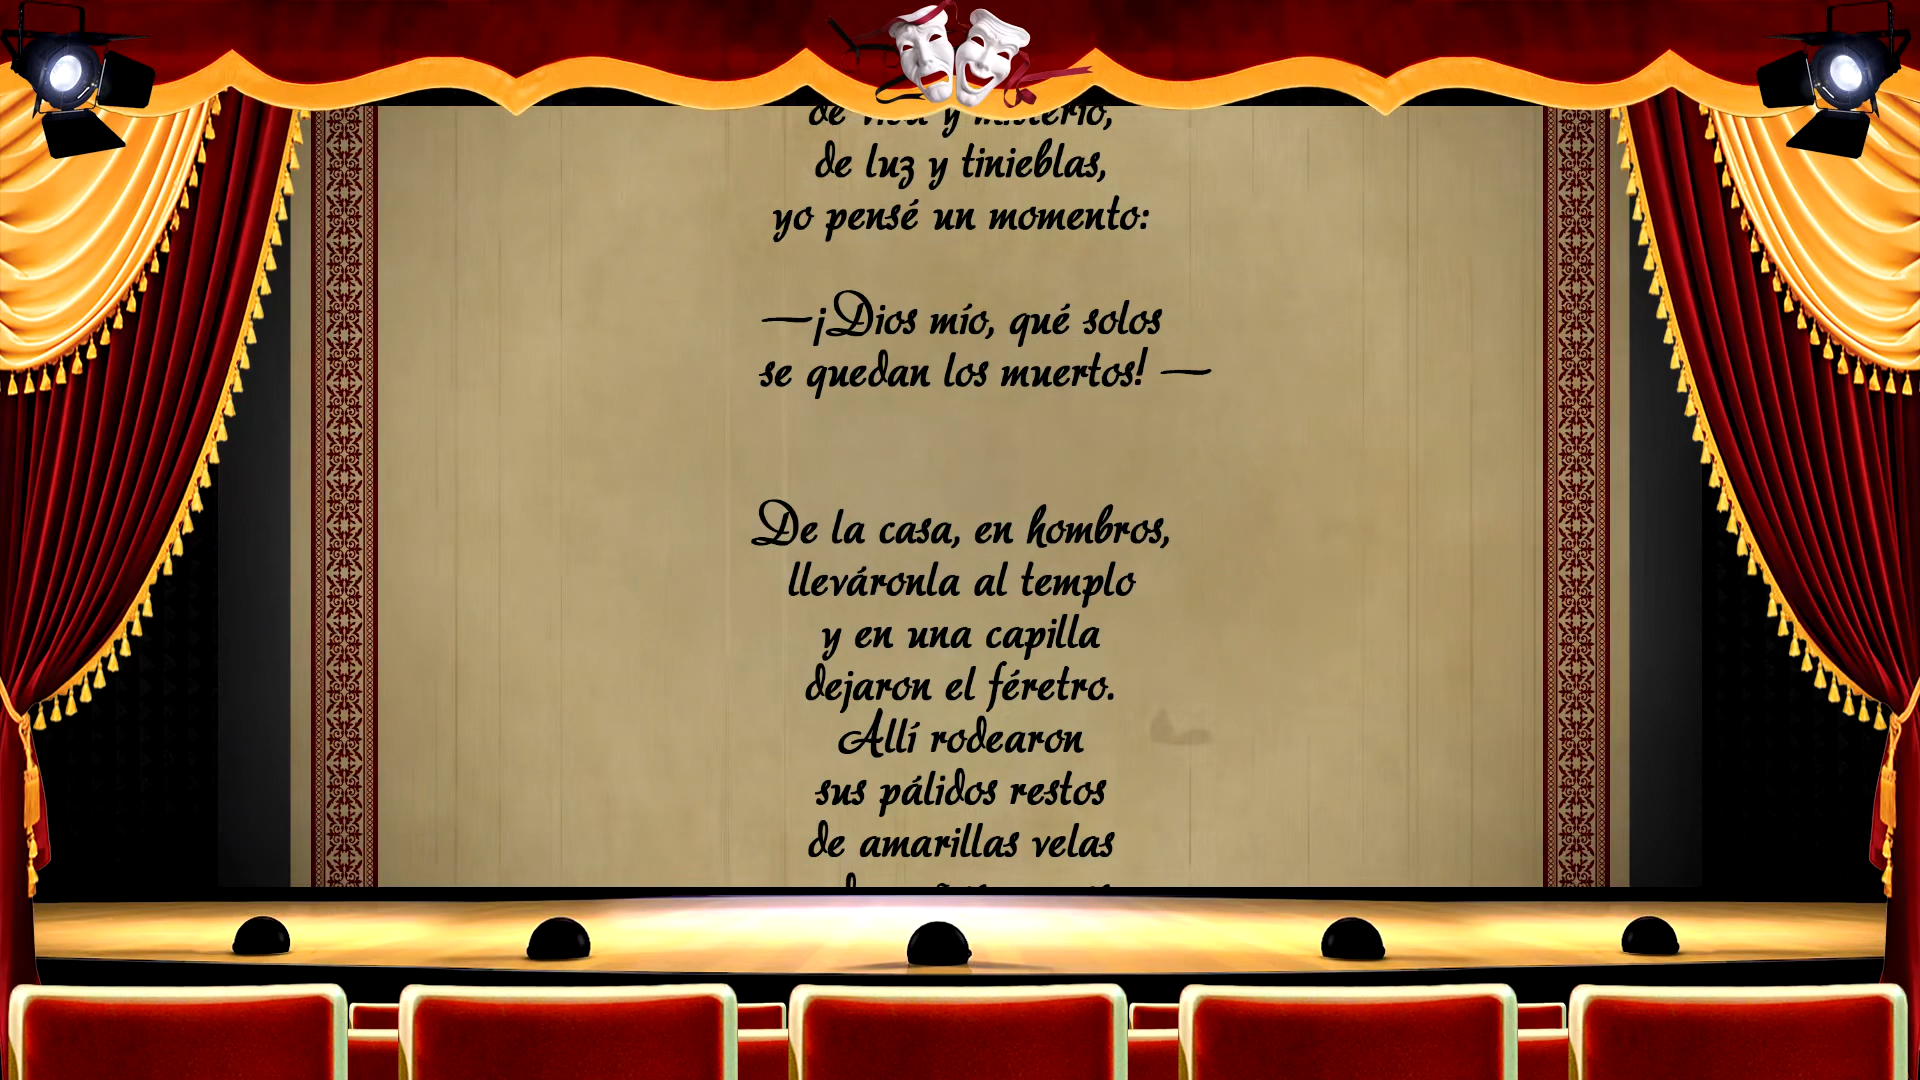 de luz y tinieblas,
yo pensé un momento:
—¡Dios mío, qué solos
se quedan los muertos! —
De la casa, en hombros,
lleváronla al templo
y en una capilla
dejaron el féretro.
Allí rodearon
sus pálidos restos
de amarillas velas